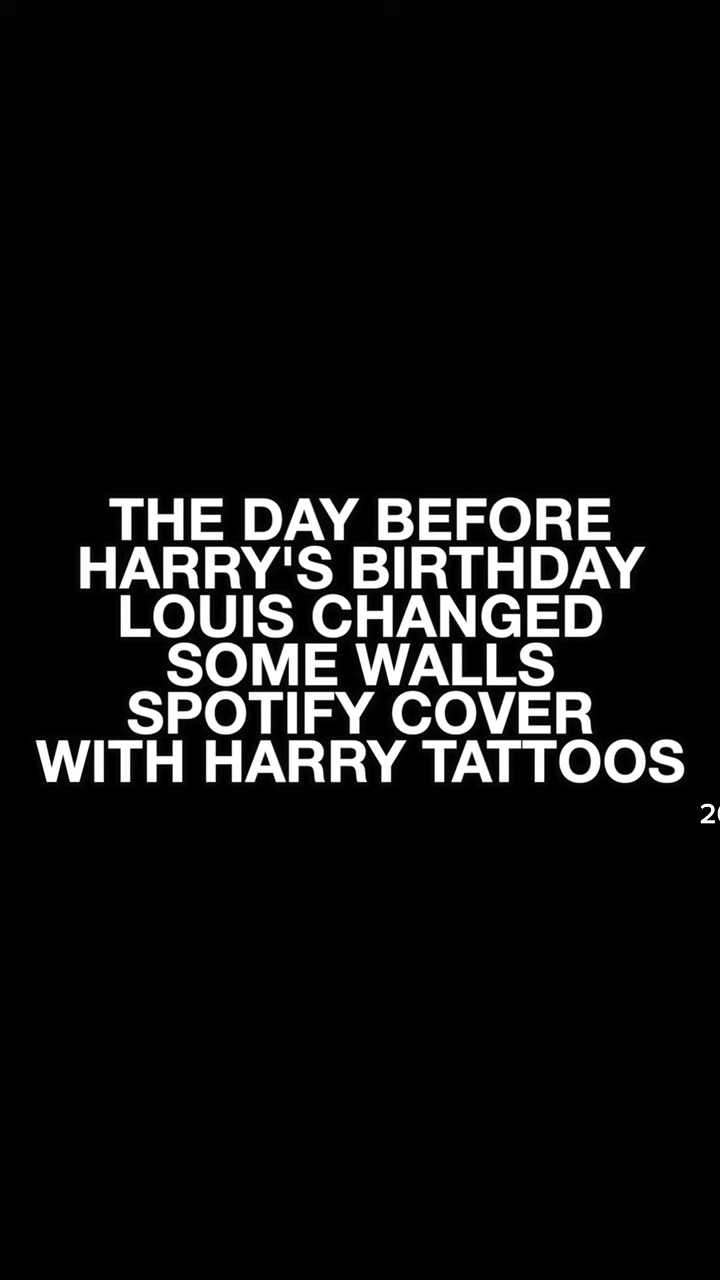 THE DAY BEFORE
HARRY'S BIRTHDAY
LOUIS CHANGED
SOME WALLS
SPOTIFY COVER
WITH HARRY TATTOOS